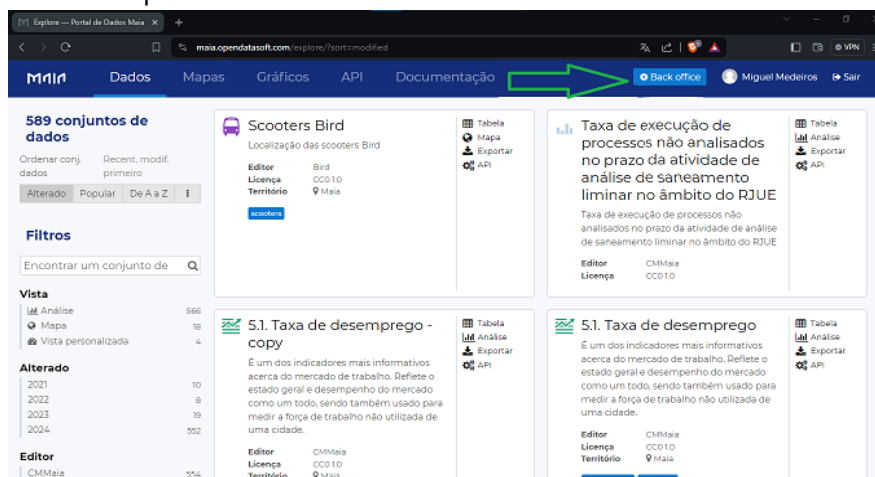 Explore — Portal de Dados Maia
maia.opendatasoft.com/explore/?sort=modified
VPN
MAIA
Dados
Mapas
Gráficos
API
Documentação
Back office
Miguel Medeiros
Sair
589 conjuntos de
dados
Ordenar conj.
dados
Recent. modif.
primeiro
Alterado
Popular
De A a Z
Filtros
Encontrar um conjunto de
Vista
Análise 566
Mapa 18
Vista personalizada 4
Alterado
2021 10
2022 8
2023 19
2024 552
Editor
CMMaia 554
Scooters Bird
Localização das scooters Bird
Editor Bird
Licença CC0 1.0
Território Maia
scooters
Tabela
Mapa
Exportar
API
Taxa de execução de
processos não analisados
no prazo da atividade de
análise de saneamento
liminar no âmbito do RJUE
Taxa de execução de processos não
analisados no prazo da atividade de análise
de saneamento liminar no âmbito do RJUE
Editor CMMaia
Licença CC0 1.0
Tabela
Análise
Exportar
API
5.1. Taxa de desemprego -
copy
É um dos indicadores mais informativos
acerca do mercado de trabalho. Reflete o
estado geral e desempenho do mercado
como um todo, sendo também usado para
medir a força de trabalho não utilizada de
uma cidade.
Editor CMMaia
Licença CC0 1.0
Território Maia
Tabela
Análise
Exportar
API
5.1. Taxa de desemprego
É um dos indicadores mais informativos
acerca do mercado de trabalho. Reflete o
estado geral e desempenho do mercado
como um todo, sendo também usado para
medir a força de trabalho não utilizada de
uma cidade.
Editor CMMaia
Licença CC0 1.0
Território Maia
Tabela
Análise
Exportar
API